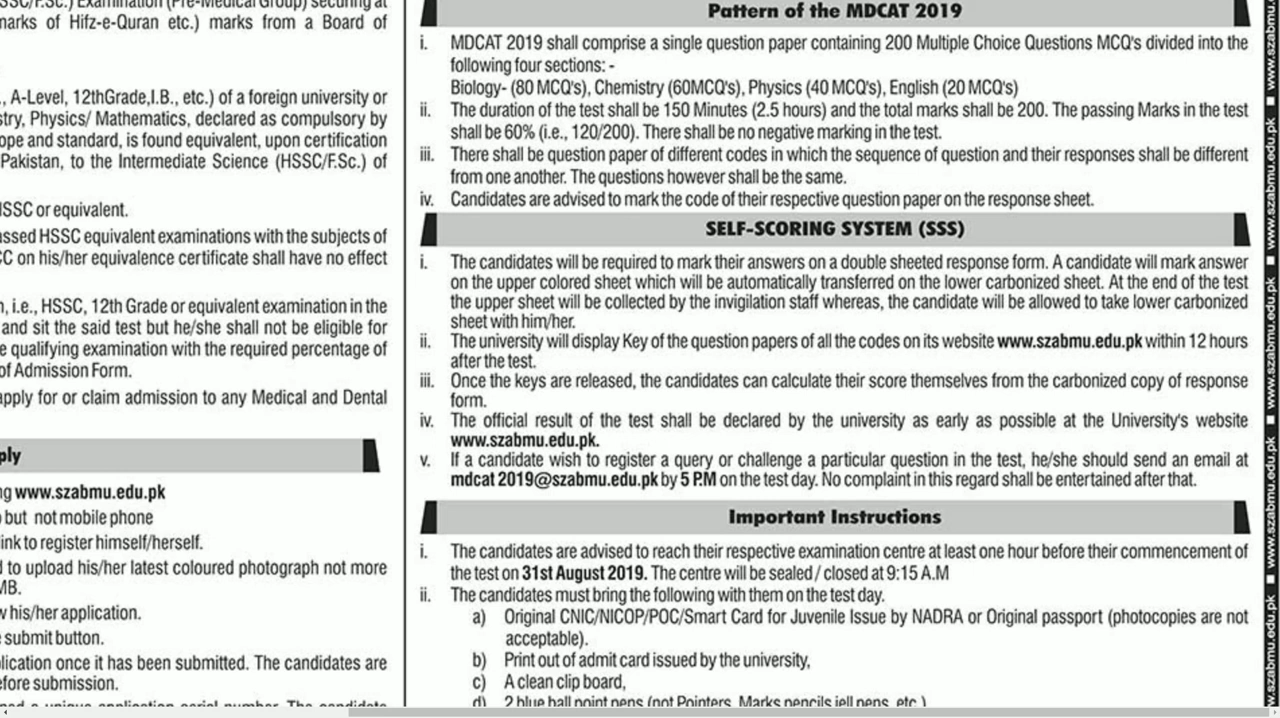 SSC/F.Sc.) Examination (Pre-Medical Group) securing at
marks of Hifz-e-Quran etc.) marks from a Board of
, A-Level, 12thGrade,I.B., etc.) of a foreign university or
stry, Physics/ Mathematics, declared as compulsory by
ope and standard, is found equivalent, upon certification
Pakistan, to the Intermediate Science (HSSC/F.Sc.) of
HSSC or equivalent.
assed HSSC equivalent examinations with the subjects of
CC on his/her equivalence certificate shall have no effect
n, i.e., HSSC, 12th Grade or equivalent examination in the
and sit the said test but he/she shall not be eligible for
e qualifying examination with the required percentage of
of Admission Form.
apply for or claim admission to any Medical and Dental
ply
ng www.szabmu.edu.pk
but not mobile phone
link to register himself/herself.
d to upload his/her latest coloured photograph not more
MB.
w his/her application.
e submit button.
lication once it has been submitted. The candidates are
efore submission.
ned a unique application serial number. The candidate
Pattern of the MDCAT 2019
i. MDCAT 2019 shall comprise a single question paper containing 200 Multiple Choice Questions MCQ's divided into the
following four sections: -
Biology- (80 MCQ's), Chemistry (60MCQ's), Physics (40 MCQ's), English (20 MCQ's)
ii. The duration of the test shall be 150 Minutes (2.5 hours) and the total marks shall be 200. The passing Marks in the test
shall be 60% (i.e., 120/200). There shall be no negative marking in the test.
iii. There shall be question paper of different codes in which the sequence of question and their responses shall be different
from one another. The questions however shall be the same.
iv. Candidates are advised to mark the code of their respective question paper on the response sheet.
SELF-SCORING SYSTEM (SSS)
i. The candidates will be required to mark their answers on a double sheeted response form. A candidate will mark answer
on the upper colored sheet which will be automatically transferred on the lower carbonized sheet. At the end of the test
the upper sheet will be collected by the invigilation staff whereas, the candidate will be allowed to take lower carbonized
sheet with him/her.
ii. The university will display Key of the question papers of all the codes on its website www.szabmu.edu.pk within 12 hours
after the test.
iii. Once the keys are released, the candidates can calculate their score themselves from the carbonized copy of response
form.
iv. The official result of the test shall be declared by the university as early as possible at the University's website
www.szabmu.edu.pk.
v. If a candidate wish to register a query or challenge a particular question in the test, he/she should send an email at
mdcat 2019@szabmu.edu.pk by 5 P.M on the test day. No complaint in this regard shall be entertained after that.
Important Instructions
i. The candidates are advised to reach their respective examination centre at least one hour before their commencement of
the test on 31st August 2019. The centre will be sealed / closed at 9:15 A.M
ii. The candidates must bring the following with them on the test day.
a) Original CNIC/NICOP/POC/Smart Card for Juvenile Issue by NADRA or Original passport (photocopies are not
acceptable).
b) Print out of admit card issued by the university,
c) A clean clip board,
d) 2 blue ball point pens (not Pointers, Marks pencils jell pens, etc.)
w.szabmu.edu.pk ■ www.szabmu.edu.pk ■ www.szabmu.edu.pk ■ www.szabmu.edu.pk ■ www.szabmu.